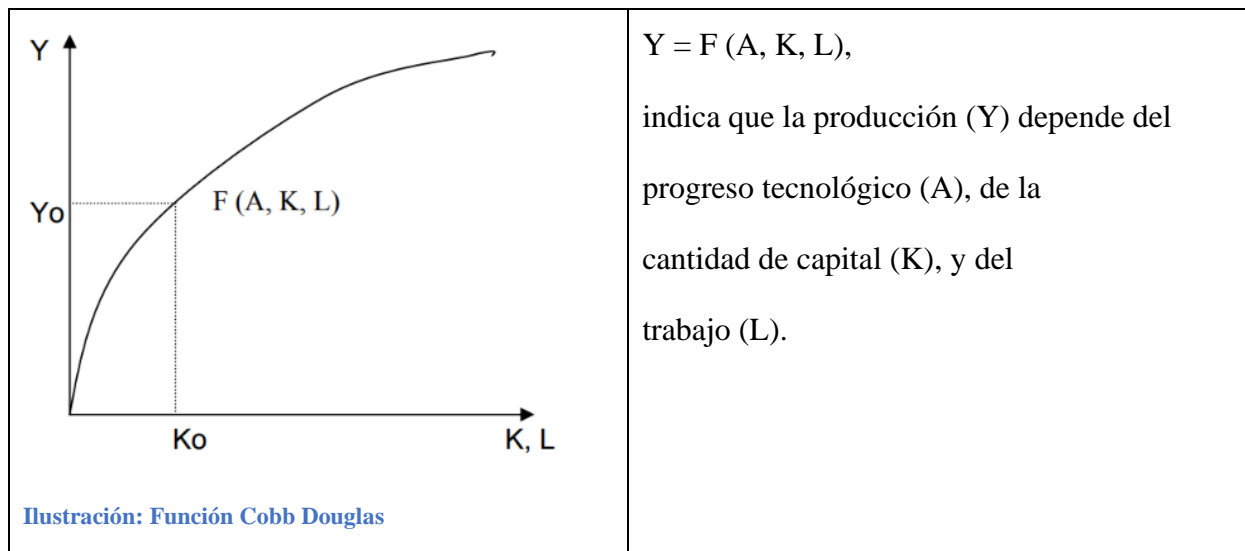 Y
Yo
F (A, K, L)
Ko
K, L
Ilustración: Función Cobb Douglas
Y = F (A, K, L),
indica que la producción (Y) depende del
progreso tecnológico (A), de la
cantidad de capital (K), y del
trabajo (L).